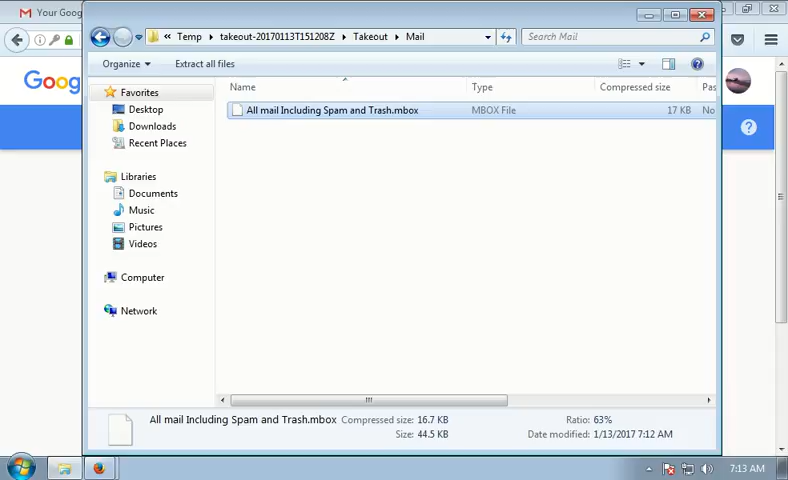 Your Goog
« Temp ▸ takeout-20170113T151208Z ▸ Takeout ▸ Mail
Search Mail
Organize Extract all files
Goog
Name Type Compressed size Pas
Favorites
All mail Including Spam and Trash.mbox MBOX File 17 KB No
Desktop
Downloads
Recent Places
Libraries
Documents
Music
Pictures
Videos
Computer
Network
All mail Including Spam and Trash.mbox Compressed size: 16.7 KB Ratio: 63%
Size: 44.5 KB Date modified: 1/13/2017 7:12 AM
7:13 AM